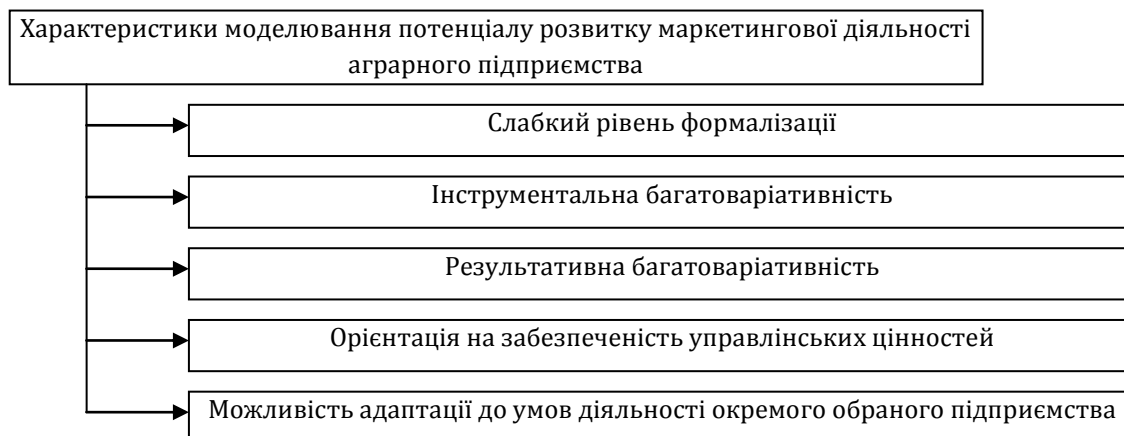 Характеристики моделювання потенціалу розвитку маркетингової діяльності
аграрного підприємства
Слабкий рівень формалізації
Інструментальна багатоваріативність
Результативна багатоваріативність
Орієнтація на забезпеченість управлінських цінностей
Можливість адаптації до умов діяльності окремого обраного підприємства